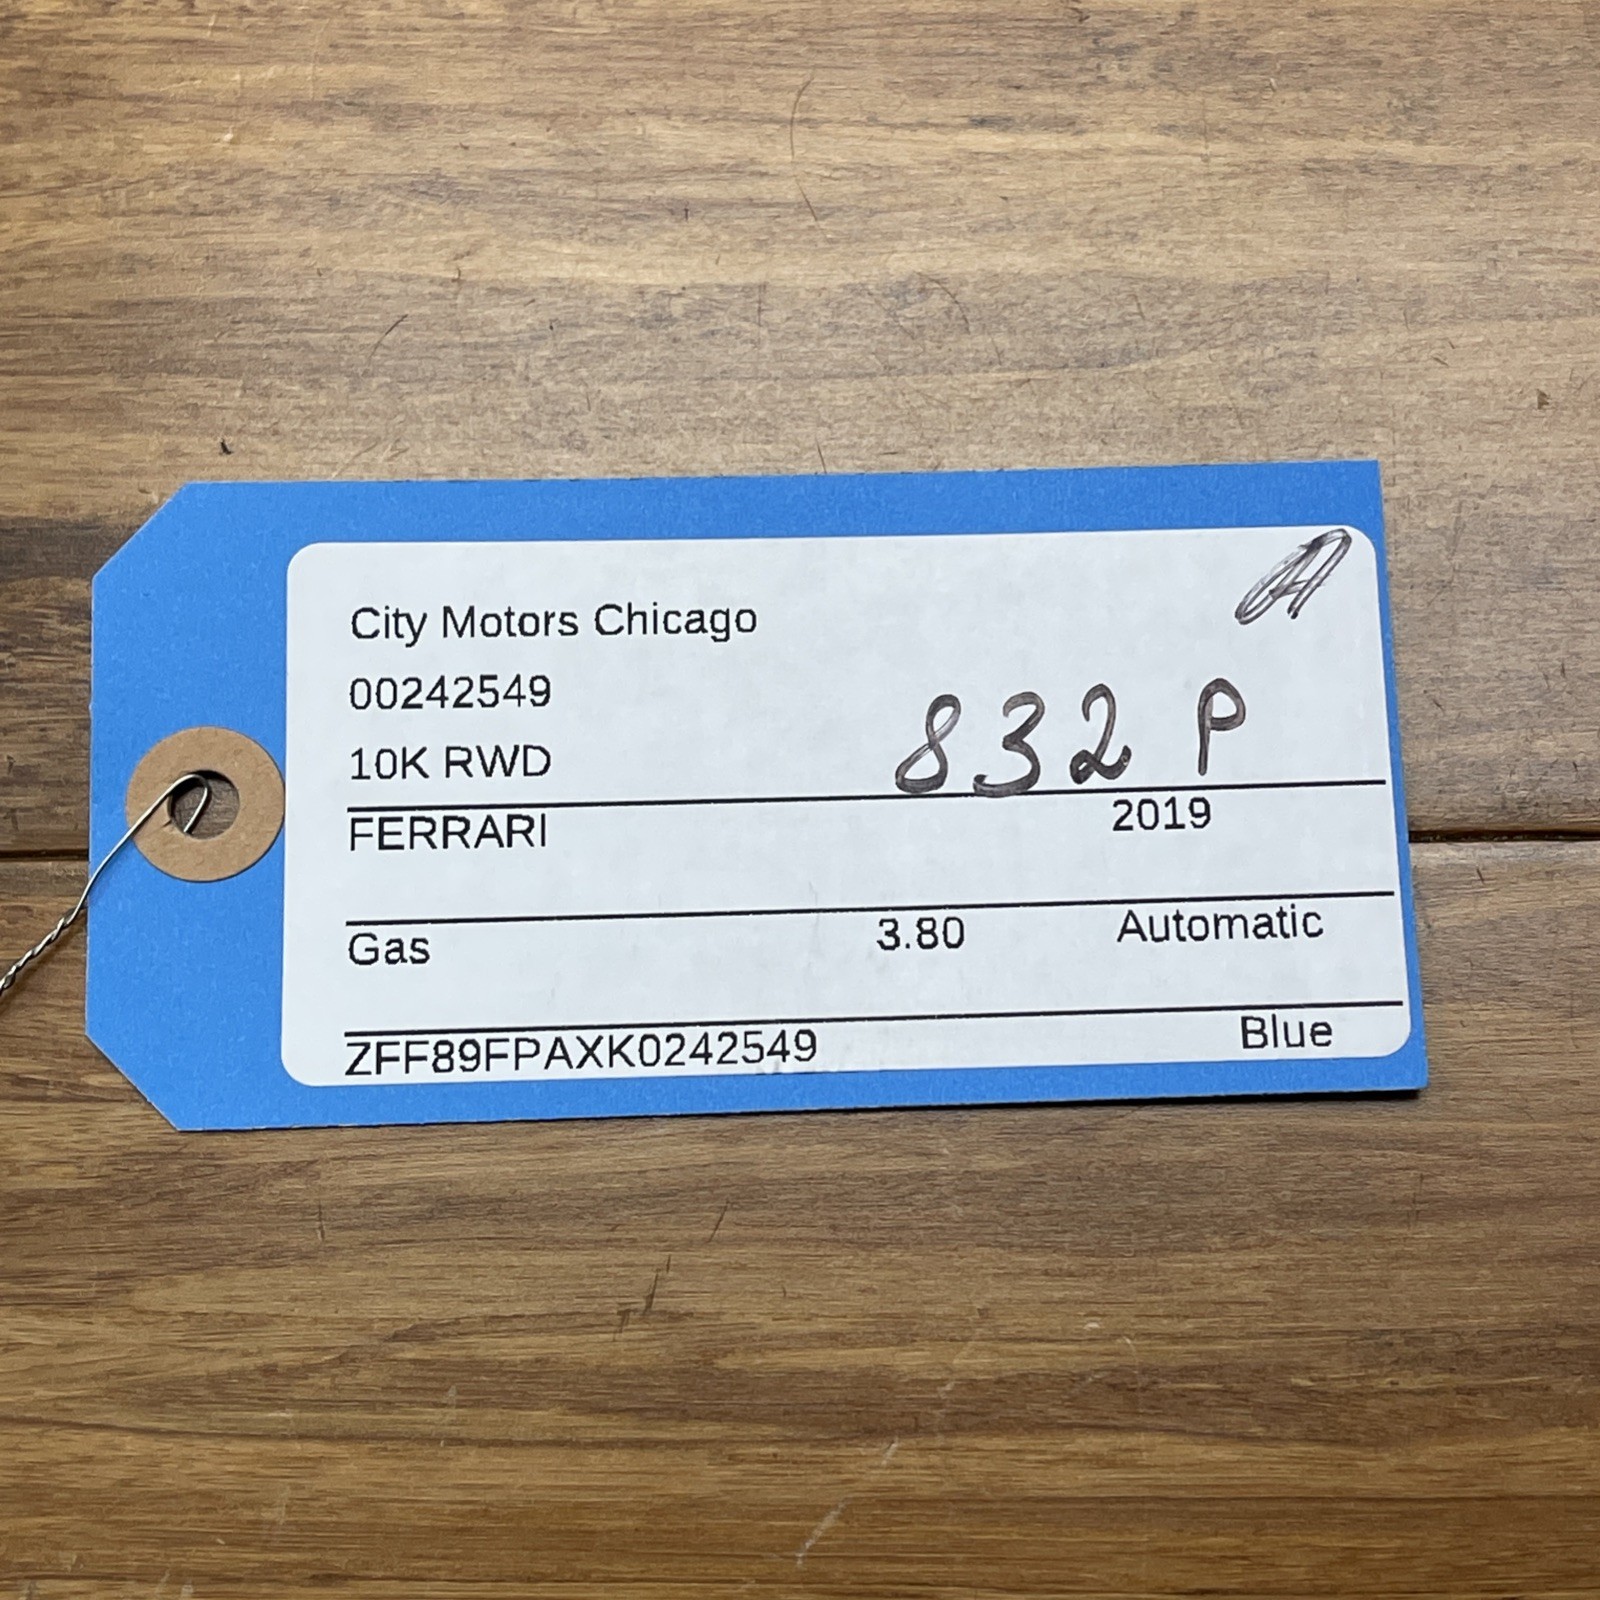 A
City Motors Chicago
00242549
10K RWD
832 P
FERRARI 2019
Gas 3.80 Automatic
ZFF89FPAXK0242549 Blue